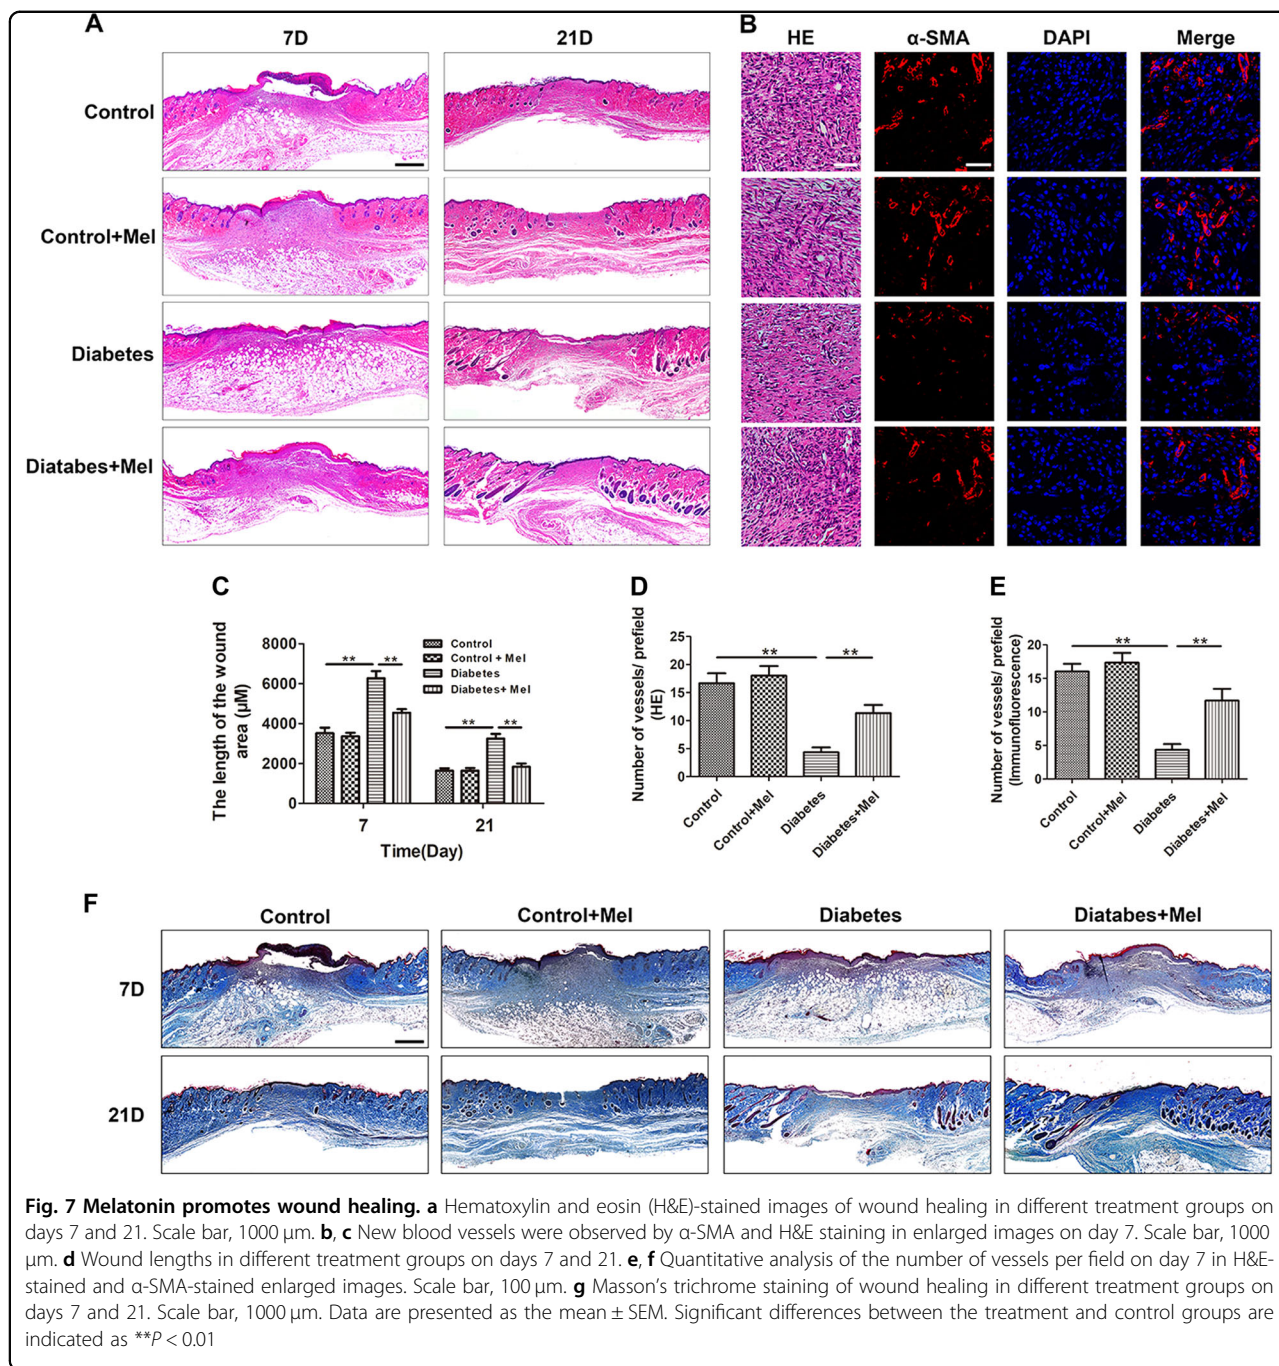 A
7D
21D
Control
Control+Mel
Diabetes
Diatabes+Mel
B
HE
α-SMA
DAPI
Merge
C
The length of the wound
area (μM)
8000
6000
4000
2000
0
**
**
**
**
Control
Control + Mel
Diabetes
Diabetes+ Mel
7
21
Time(Day)
D
Number of vessels/ prefield
(HE)
25
20
15
10
5
0
**
**
Control
Control+Mel
Diabetes
Diabetes+Mel
E
Number of vessels/ prefield
(Immunofluorescence)
20
15
10
5
0
**
**
Control
Control+Mel
Diabetes
Diabetes+Mel
F
Control
Control+Mel
Diabetes
Diatabes+Mel
7D
21D
Fig. 7 Melatonin promotes wound healing. a Hematoxylin and eosin (H&E)-stained images of wound healing in different treatment groups on
days 7 and 21. Scale bar, 1000 μm. b, c New blood vessels were observed by α-SMA and H&E staining in enlarged images on day 7. Scale bar, 1000
μm. d Wound lengths in different treatment groups on days 7 and 21. e, f Quantitative analysis of the number of vessels per field on day 7 in H&E-
stained and α-SMA-stained enlarged images. Scale bar, 100 μm. g Masson's trichrome staining of wound healing in different treatment groups on
days 7 and 21. Scale bar, 1000 μm. Data are presented as the mean ± SEM. Significant differences between the treatment and control groups are
indicated as **P < 0.01